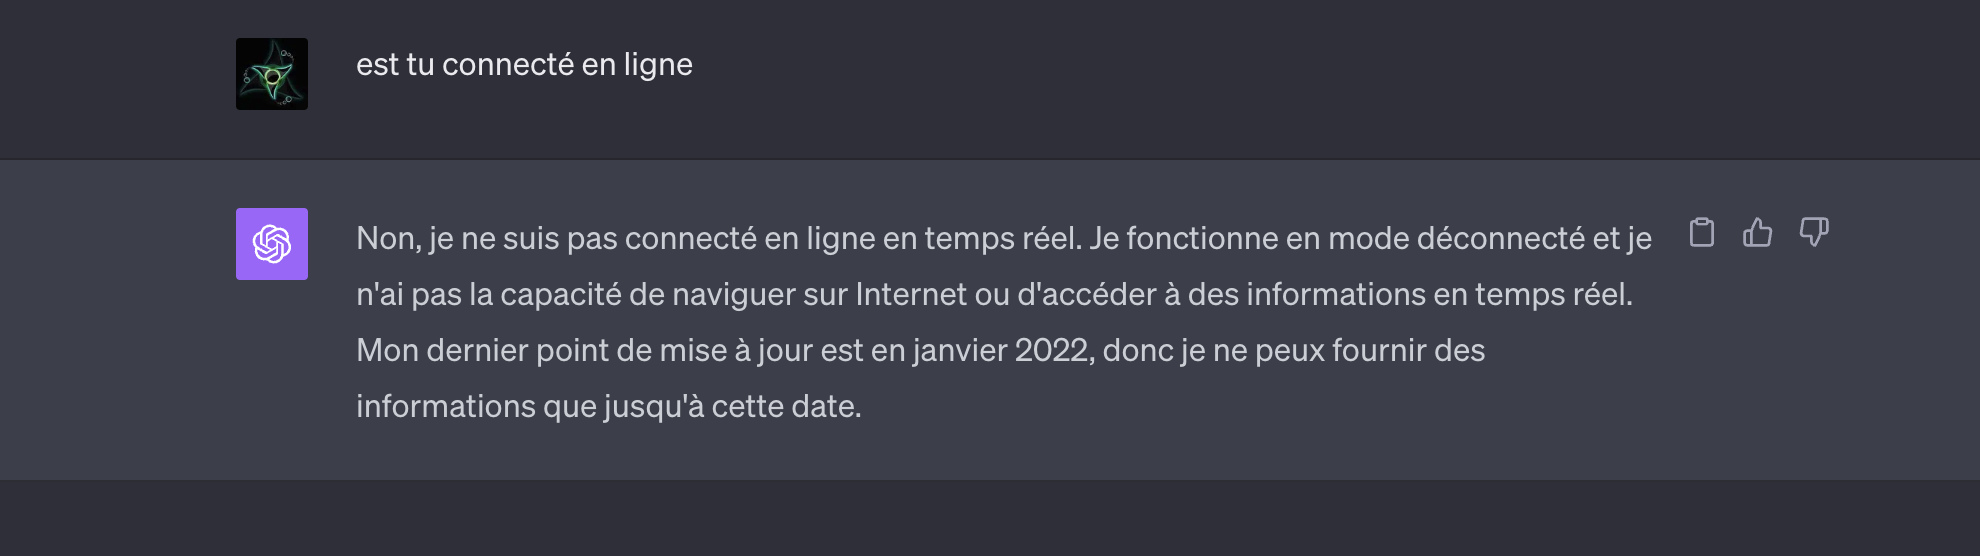 est tu connecté en ligne
Non, je ne suis pas connecté en ligne en temps réel. Je fonctionne en mode déconnecté et je
n'ai pas la capacité de naviguer sur Internet ou d'accéder à des informations en temps réel.
Mon dernier point de mise à jour est en janvier 2022, donc je ne peux fournir des
informations que jusqu'à cette date.